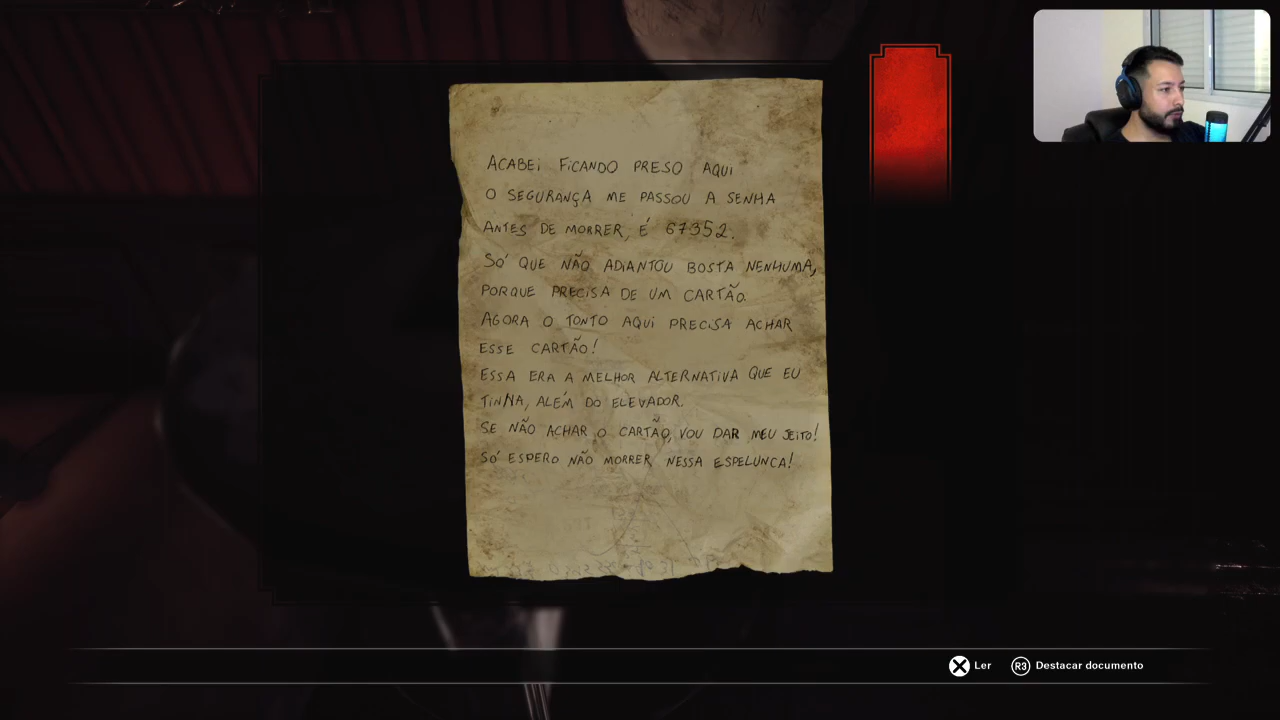 ACABEI FICANDO PRESO AQUI
O SEGURANÇA ME PASSOU A SENHA
ANTES DE MORRER, É 67352.
SÓ QUE NÃO ADIANTOU BOSTA NENHUMA,
PORQUE PRECISA DE UM CARTÃO.
AGORA O TONTO AQUI PRECISA ACHAR
ESSE CARTÃO!
ESSA ERA A MELHOR ALTERNATIVA QUE EU
TINHA, ALÉM DO ELEVADOR.
SE NÃO ACHAR O CARTÃO, VOU DAR MEU JEITO!
SÓ ESPERO NÃO MORRER NESSA ESPELUNCA!
Ler
R3 Destacar documento